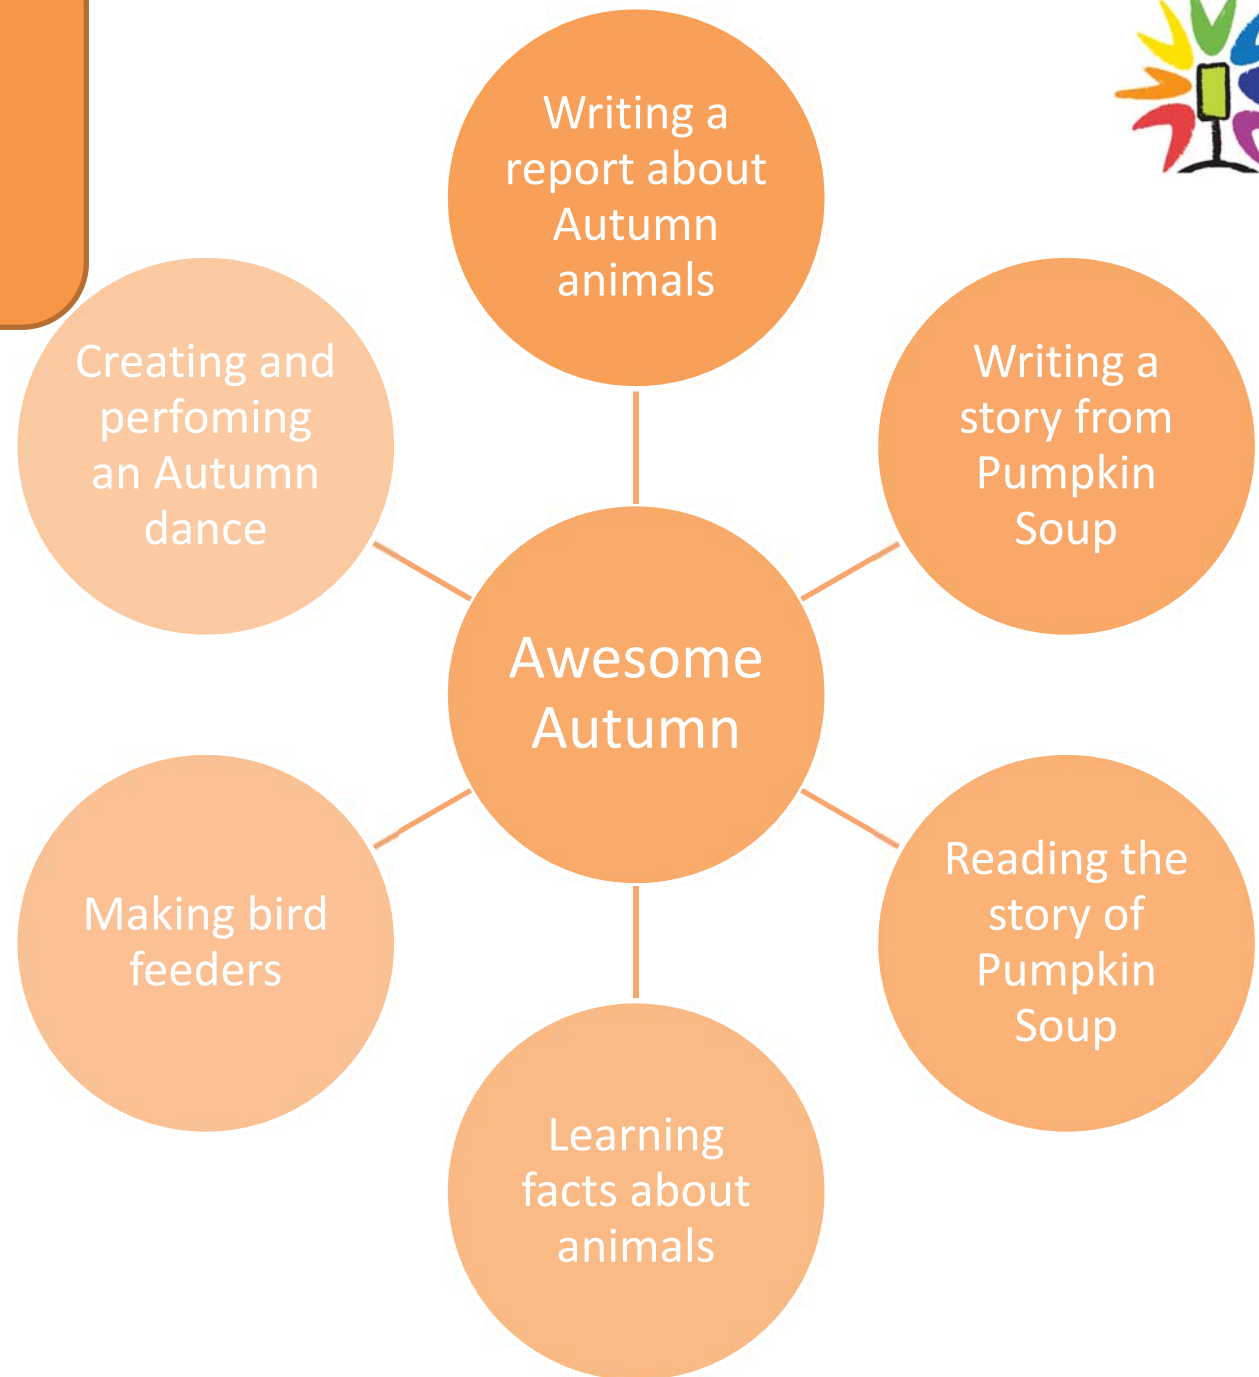 Writing a
report about
Autumn
animals
Creating and
perfoming
an Autumn
dance
Writing a
story from
Pumpkin
Soup
Awesome
Autumn
Making bird
feeders
Reading the
story of
Pumpkin
Soup
Learning
facts about
animals